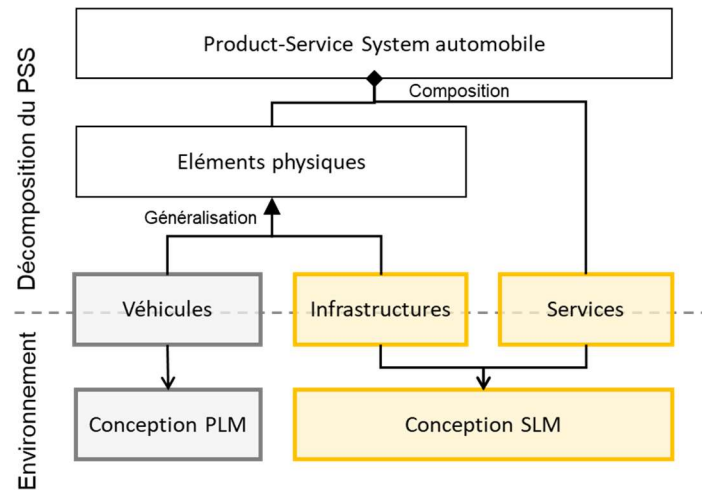 Décomposition du PSS
Product-Service System automobile
Composition
Eléments physiques
Généralisation
Véhicules
Infrastructures
Services
Environnement
Conception PLM
Conception SLM